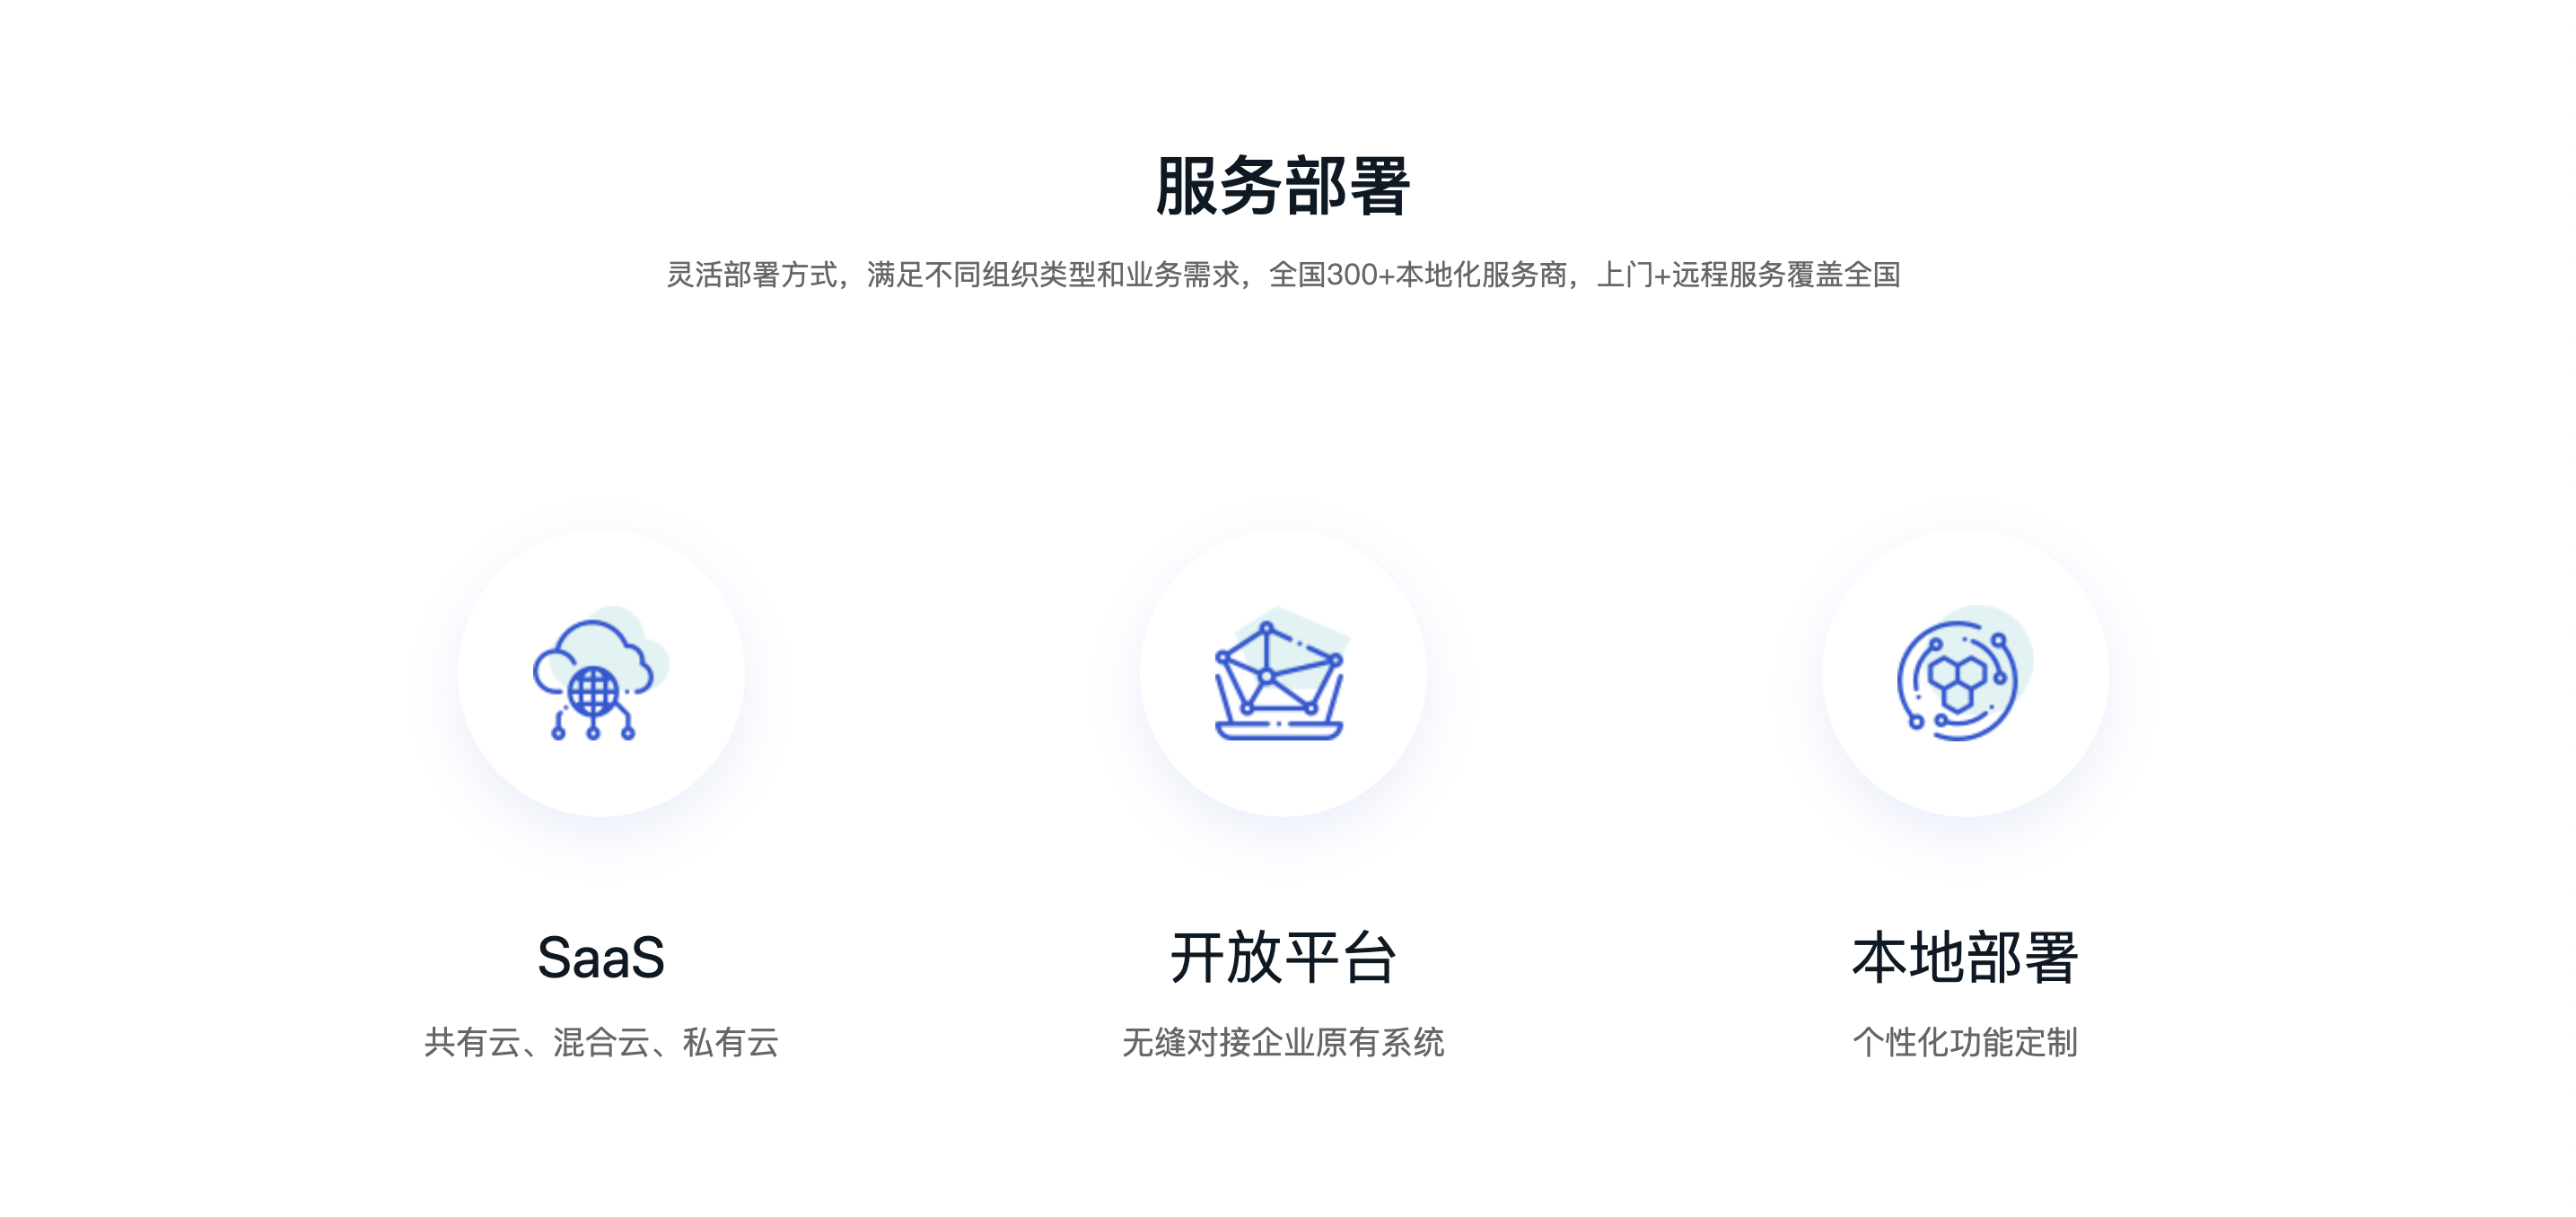 服务部署
灵活部署方式，满足不同组织类型和业务需求，全国300+本地化服务商，上门+远程服务覆盖全国
SaaS
开放平台
本地部署
共有云、混合云、私有云
无缝对接企业原有系统
个性化功能定制